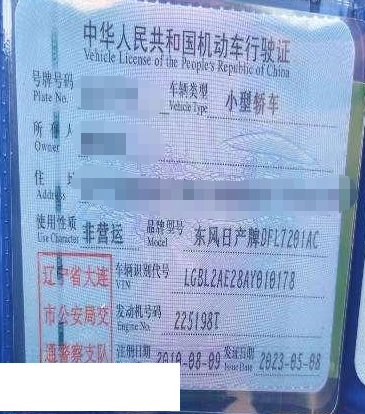 中华人民共和国机动车行驶证
Vehicle License of the People's Republic of China
号牌号码 车辆类型 小型轿车
Plate No. Vehicle Type
所 人
Owner
住
Address
使用性质 非营运 品牌型号 东风日产牌DFL7201AC
Use Character Model
辽宁省大连 车辆识别代号 LGBL2AE28AY010178
VIN
市公安局交 发动机号码 225198T
Engine No.
通警察支队 注册日期 2010-08-09 发证日期 2023-05-08
Issue Date